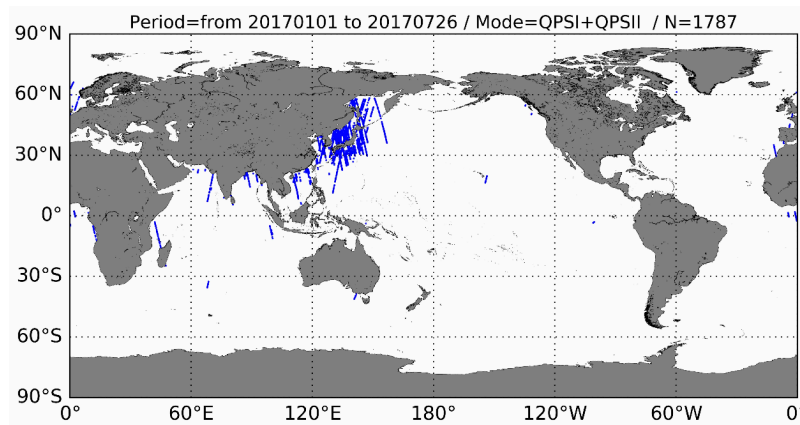 Period=from 20170101 to 20170726 / Mode=QPSI+QPSII / N=1787
90°N
60°N
30°N
0°
30°S
60°S
90°S
0° 60°E 120°E 180° 120°W 60°W 0